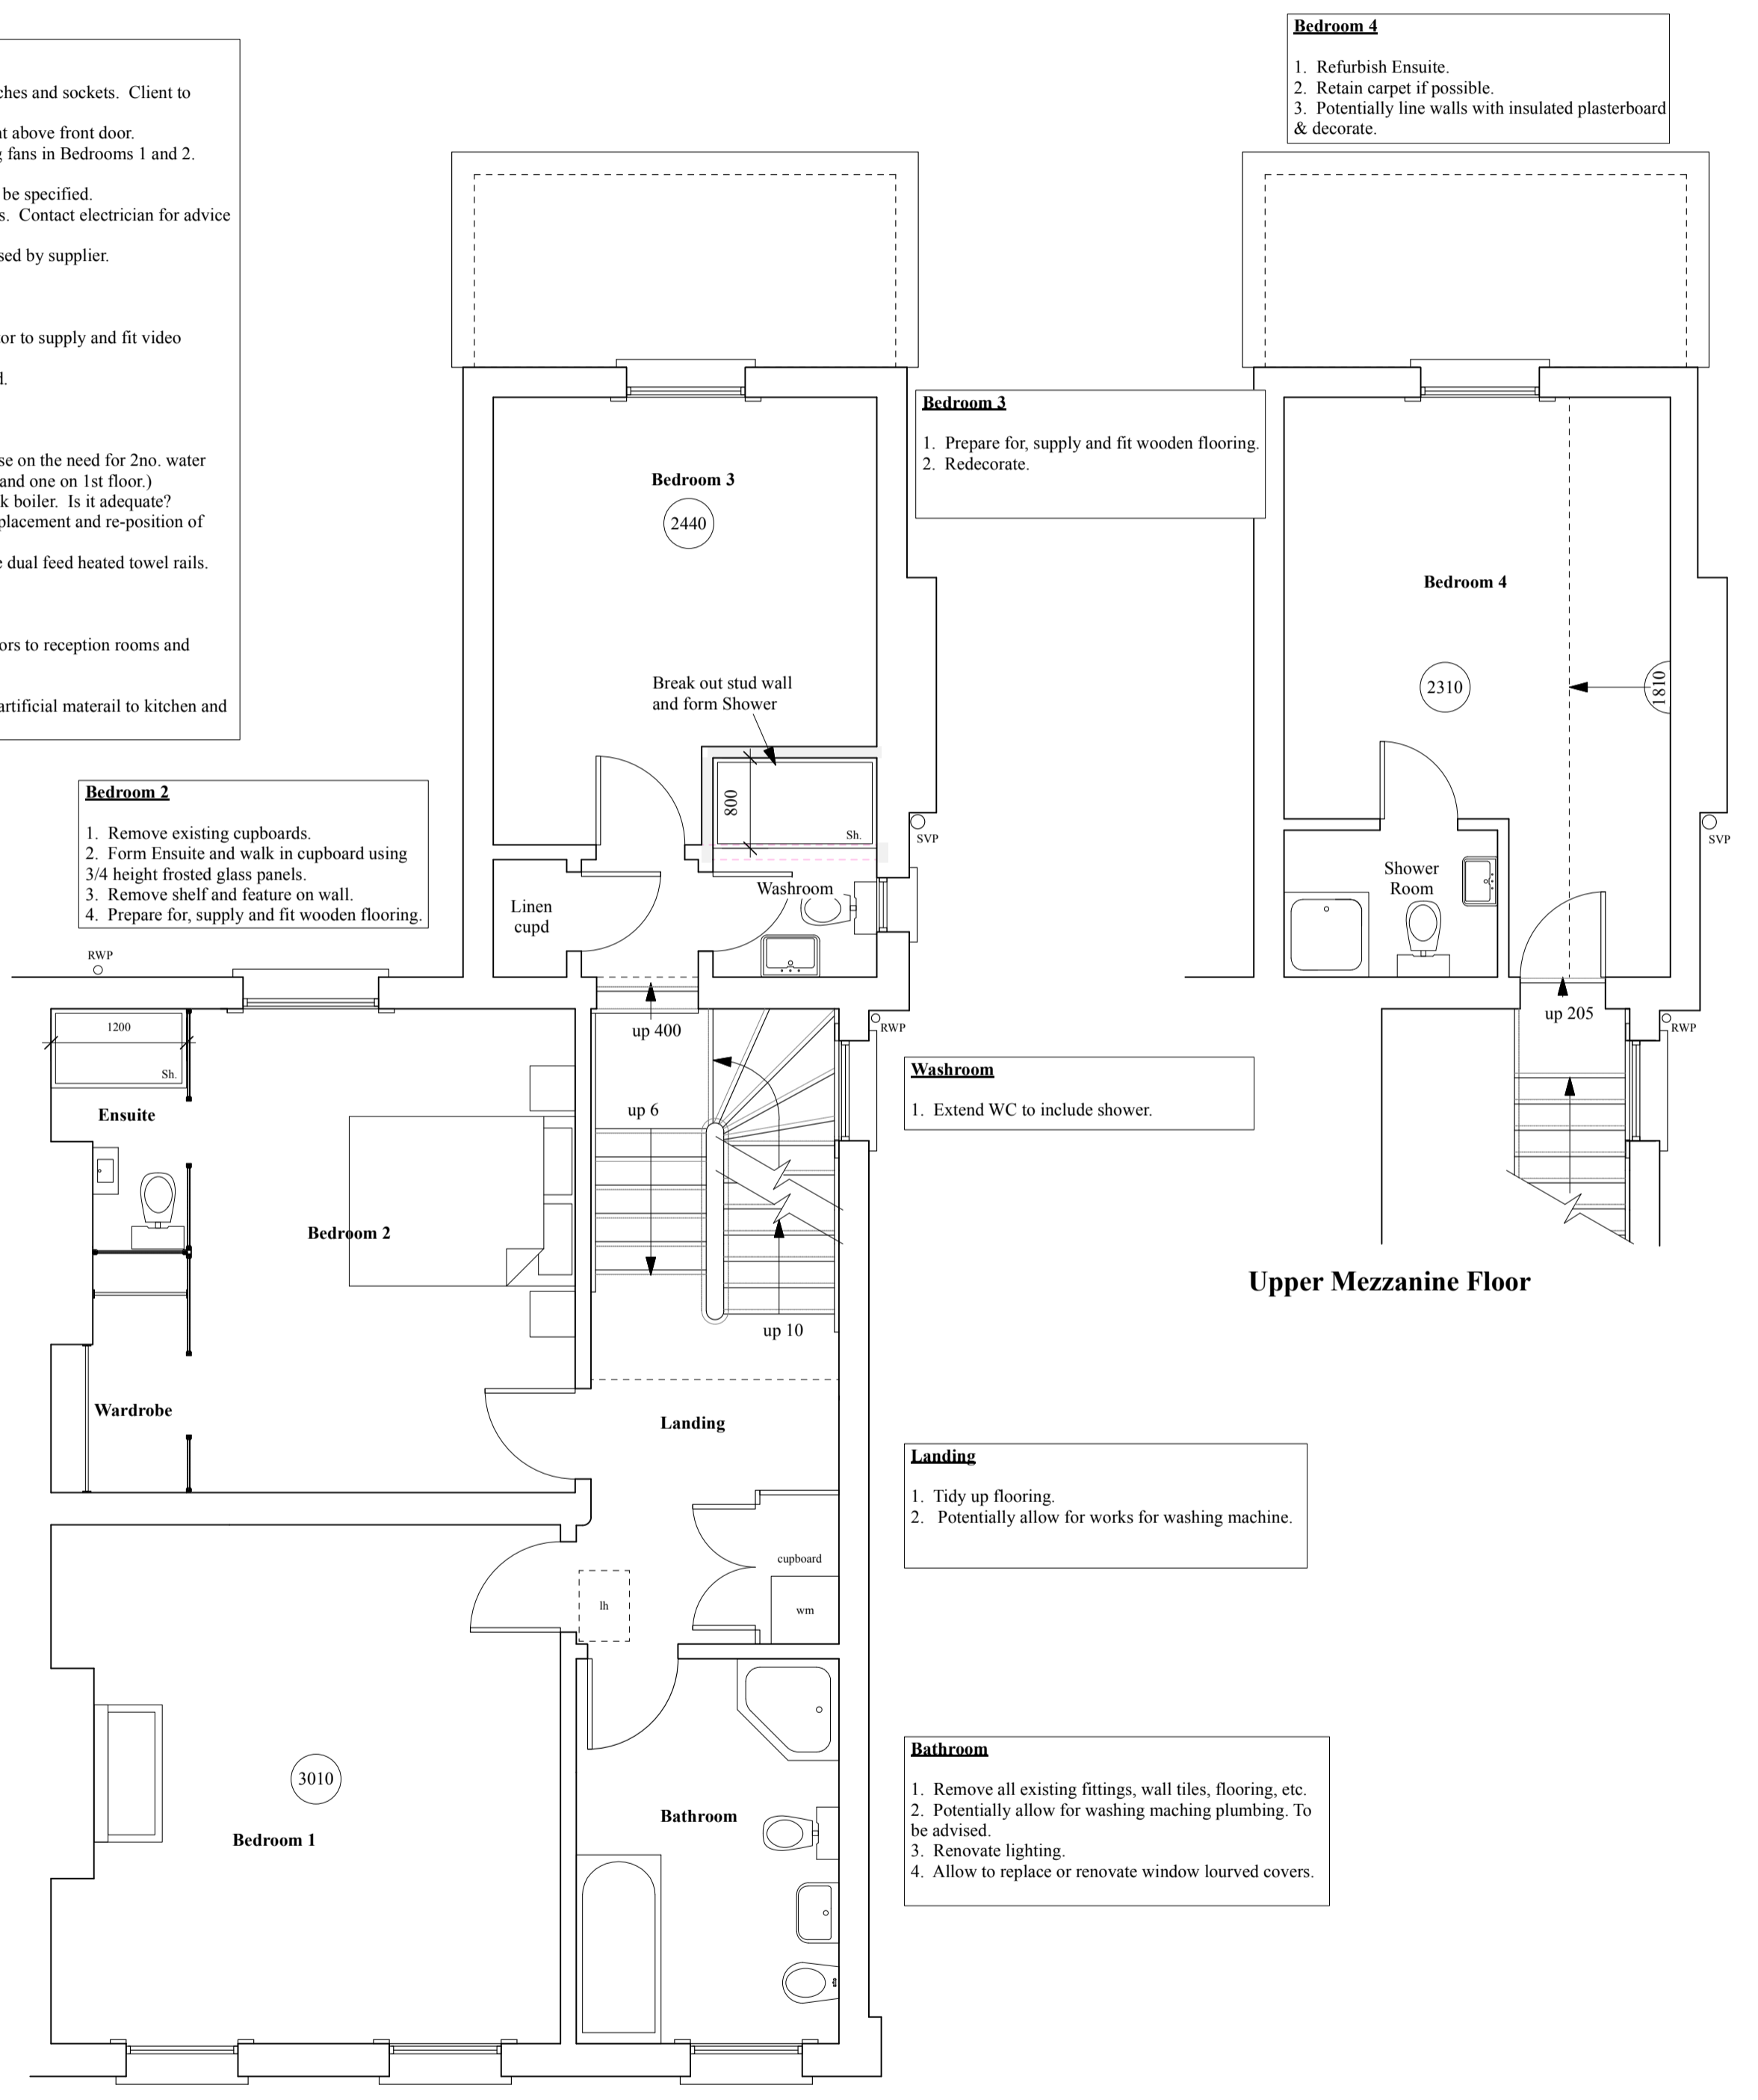 ches and sockets.  Client to
t above front door.
fans in Bedrooms 1 and 2.
be specified.
s.  Contact electrician for advice
sed by supplier.
or to supply and fit video
d.
se on the need for 2no. water
and one on 1st floor.)
k boiler.  Is it adequate?
placement and re-position of
e dual feed heated towel rails.
ors to reception rooms and
artificial materail to kitchen and
Bedroom 4
1.  Refurbish Ensuite.
2.  Retain carpet if possible.
3.  Potentially line walls with insulated plasterboard
& decorate.
Bedroom 3
1.  Prepare for, supply and fit wooden flooring.
2.  Redecorate.
Bedroom 3
2440
Break out stud wall
and form Shower
800
Sh.
SVP
Washroom
Linen
cupd
Bedroom 4
2310
1810
SVP
Shower
Room
up 205
RWP
Upper Mezzanine Floor
Bedroom 2
1.  Remove existing cupboards.
2.  Form Ensuite and walk in cupboard using
3/4 height frosted glass panels.
3.  Remove shelf and feature on wall.
4.  Prepare for, supply and fit wooden flooring.
RWP
1200
Sh.
Ensuite
Bedroom 2
Wardrobe
up 400
RWP
up 6
up 10
Washroom
1.  Extend WC to include shower.
Landing
Landing
1.  Tidy up flooring.
2.   Potentially allow for works for washing machine.
cupboard
wm
lh
3010
Bedroom 1
Bathroom
Bathroom
1.  Remove all existing fittings, wall tiles, flooring, etc.
2.  Potentially allow for washing maching plumbing. To
be advised.
3.  Renovate lighting.
4.  Allow to replace or renovate window lourved covers.